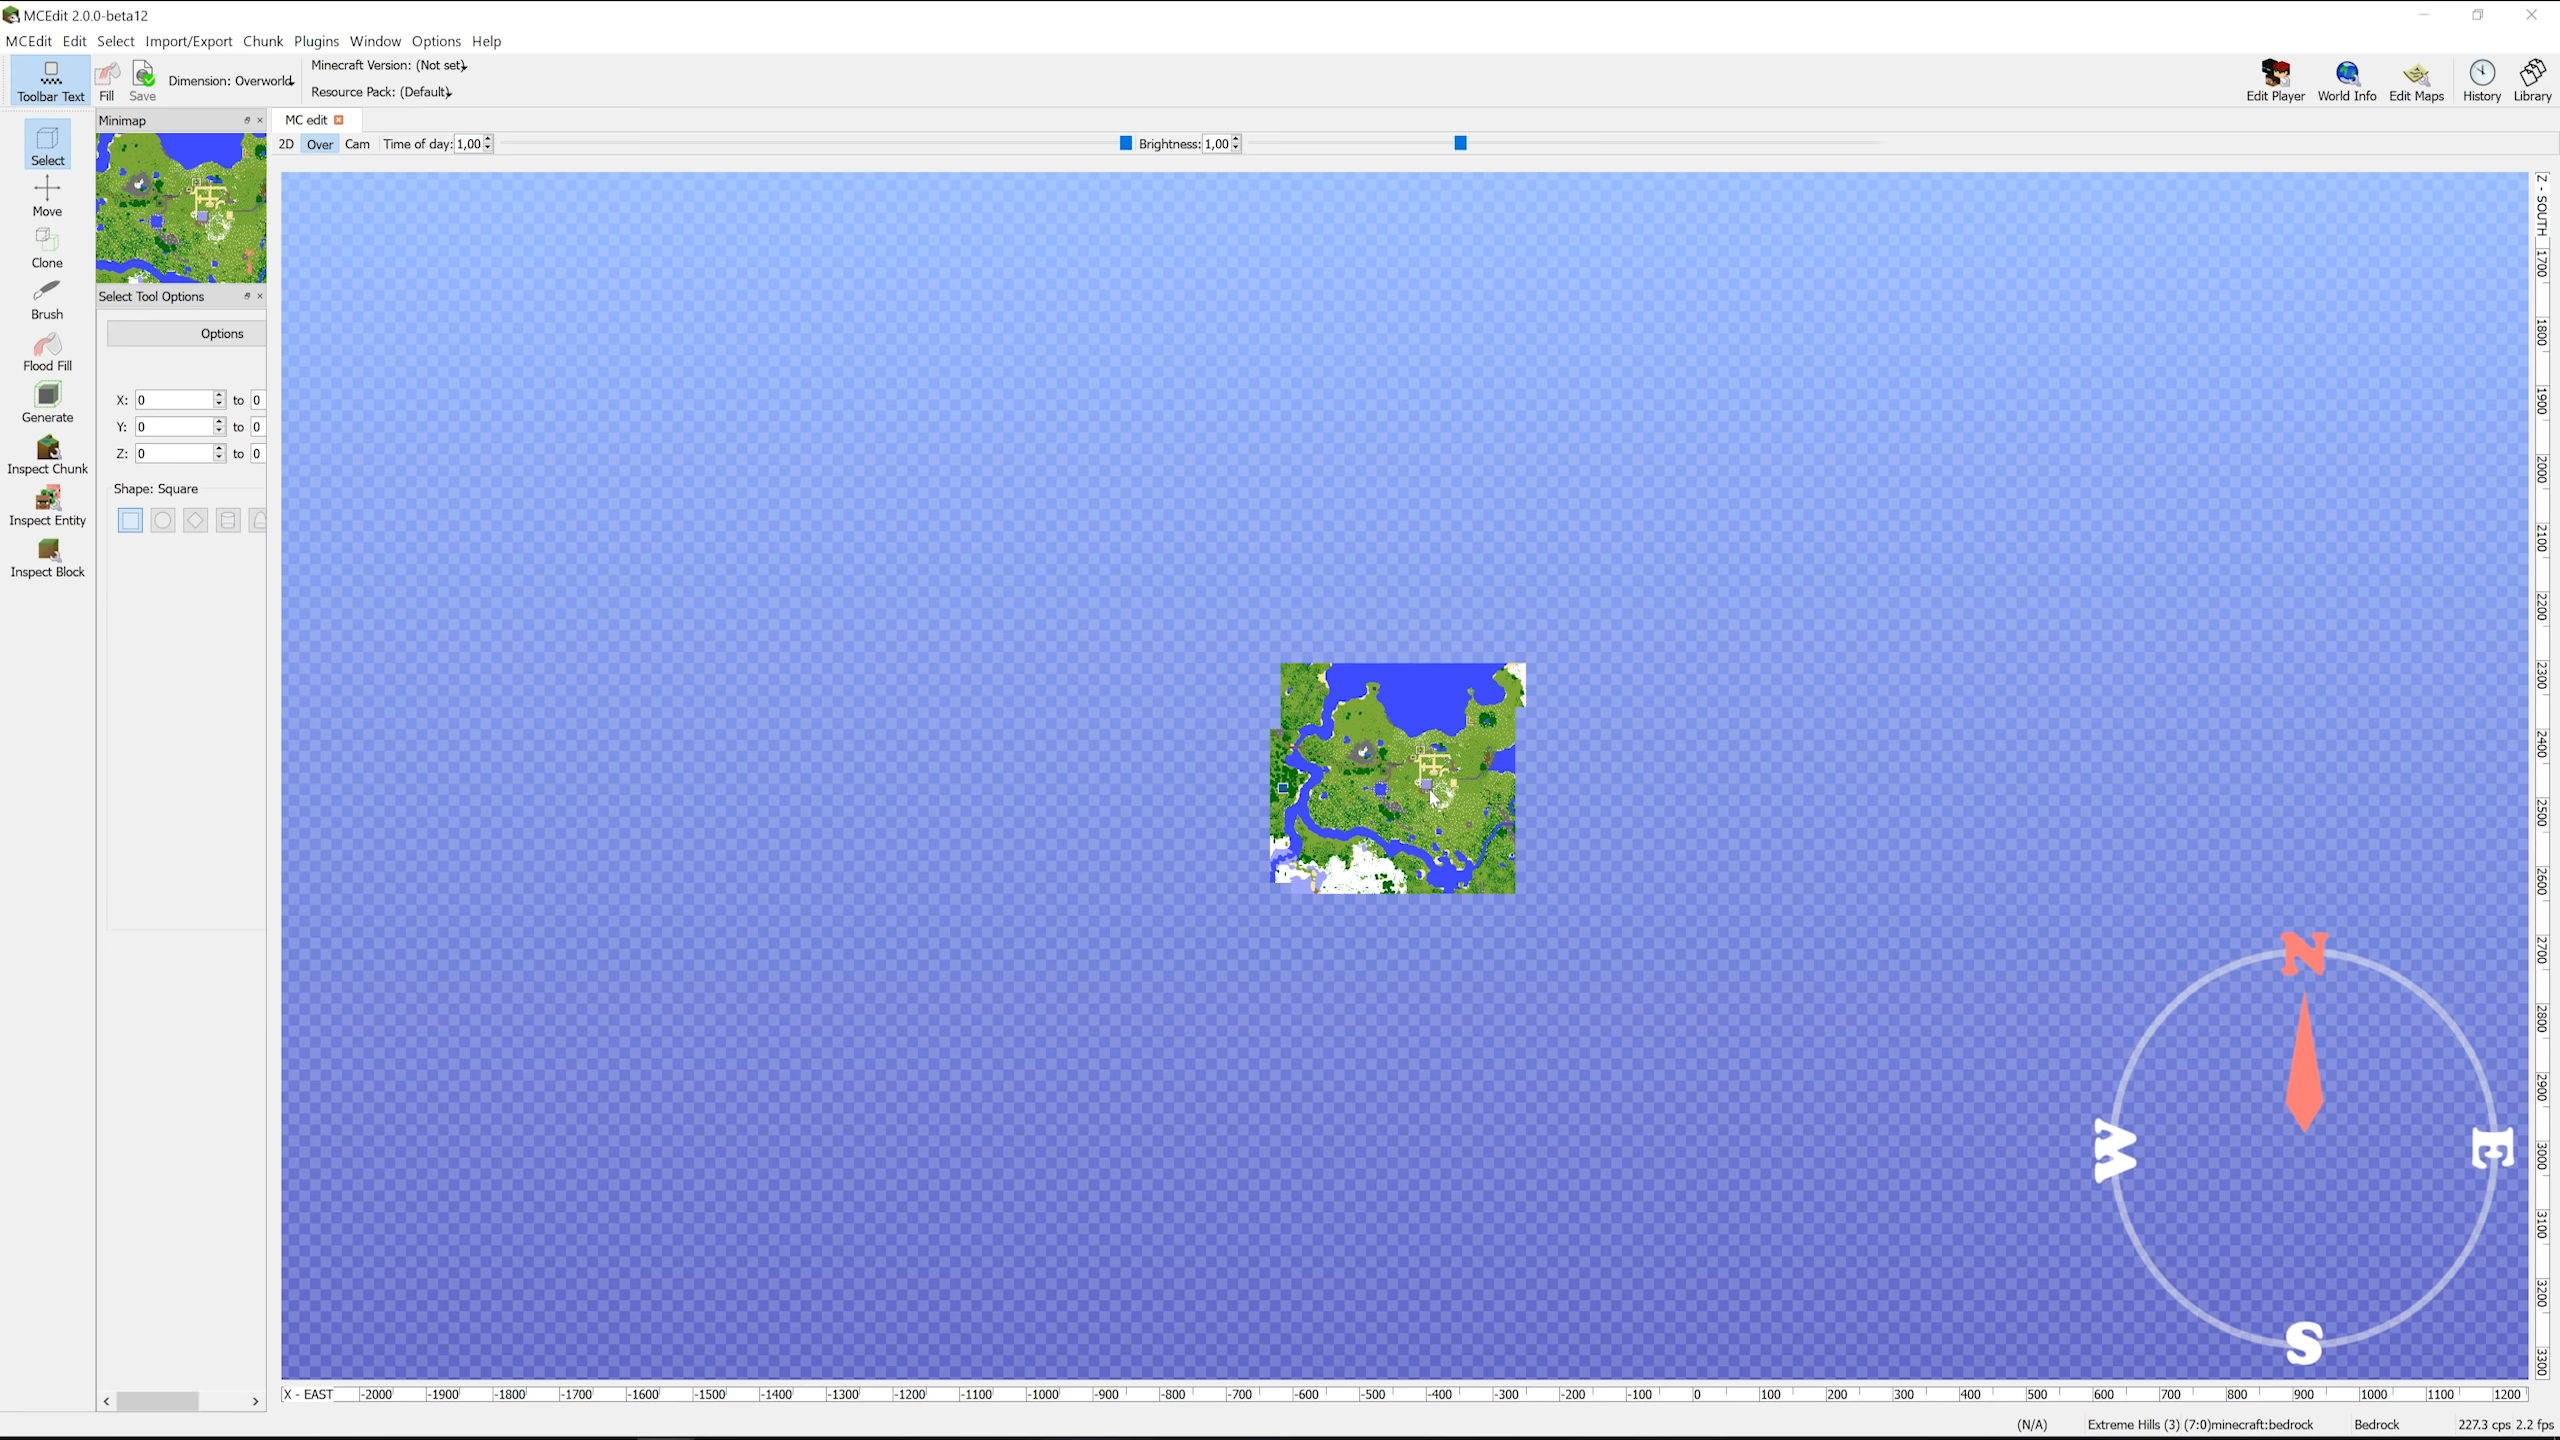 MCEdit 2.0.0-beta12
MCEdit Edit Select Import/Export Chunk Plugins Window Options Help
Toolbar Text
Fill
Save
Dimension: Overworld
Minecraft Version: (Not set)
Resource Pack: (Default)
Edit Player
World Info
Edit Maps
History
Library
Minimap
MC edit
2D Over Cam Time of day: 1,00 Brightness: 1,00
Select
Move
Clone
Brush
Flood Fill
Generate
Inspect Chunk
Inspect Entity
Inspect Block
Select Tool Options
Options
X: 0 to 0
Y: 0 to 0
Z: 0 to 0
Shape: Square
Z - SOUTH
1700
1800
1900
2000
2100
2200
2300
2400
2500
2600
2700
2800
2900
3000
3100
3200
3300
N
W
E
S
X - EAST -2000 -1900 -1800 -1700 -1600 -1500 -1400 -1300 -1200 -1100 -1000 -900 -800 -700 -600 -500 -400 -300 -200 -100 0 100 200 300 400 500 600 700 800 900 1000 1100 1200
(N/A) Extreme Hills (3) (7:0)minecraft:bedrock Bedrock 227.3 cps 2.2 fps